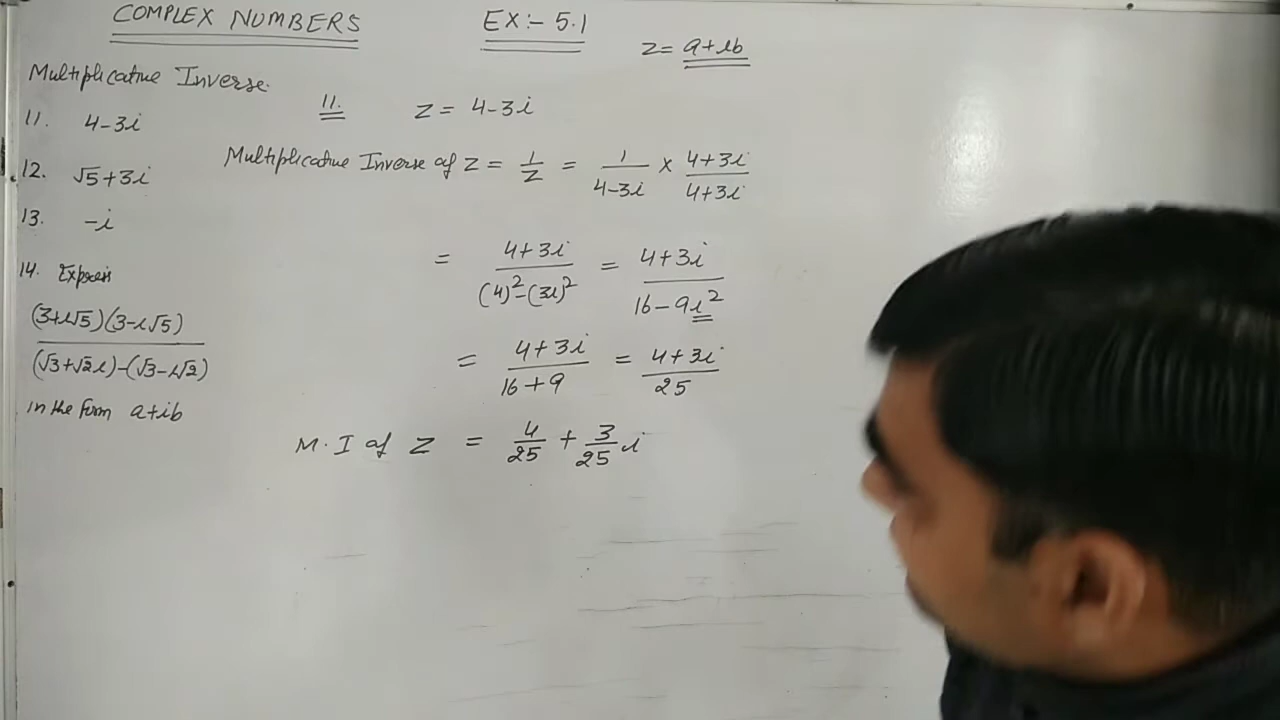 COMPLEX NUMBERS
EX:- 5.1
z = a+ib
Multiplicative Inverse.
11. 4-3i
12. √5+3i
13. -i
14. Express
(3+i√5)(3-i√5)
(√3+√2i)-(√3-i√2)
in the form a+ib
11. z = 4-3i
Multiplicative Inverse of z = 1/z = 1/(4-3i) × (4+3i)/(4+3i)
= (4+3i)/((4)²-(3i)²) = (4+3i)/(16-9i²)
= (4+3i)/(16+9) = (4+3i)/25
M.I of z = 4/25 + 3/25 i